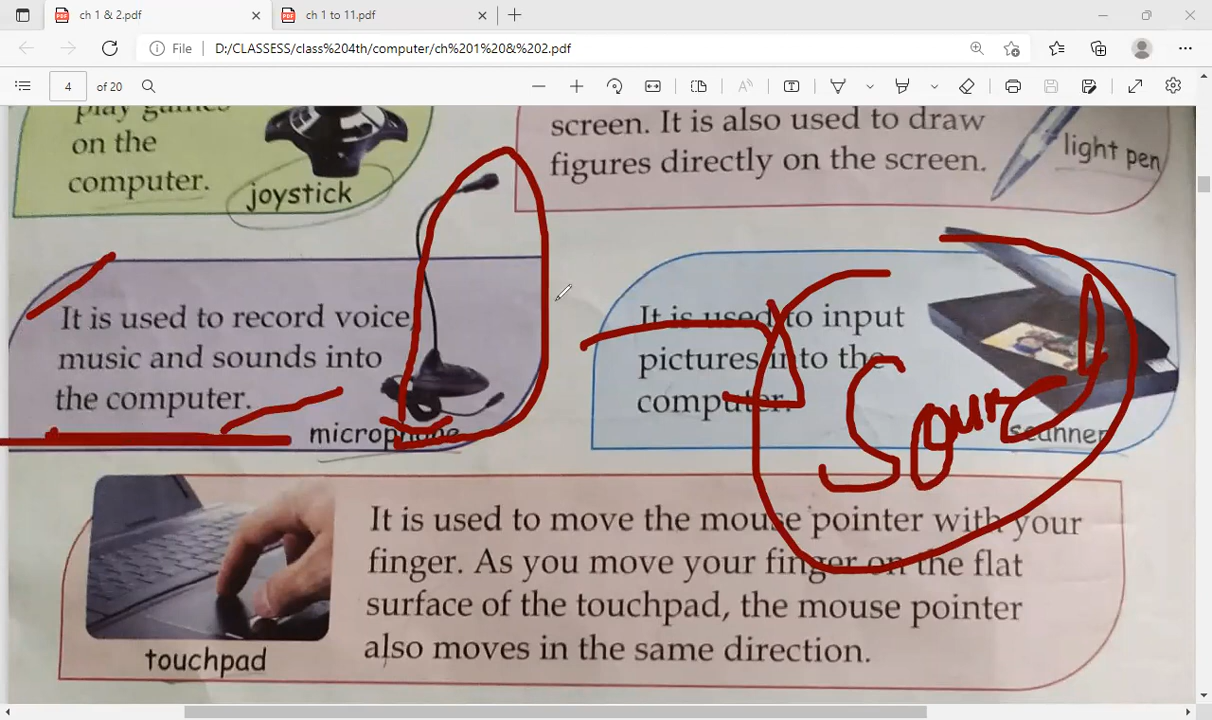 ch 1 & 2.pdf
ch 1 to 11.pdf
File
D:/CLASSESS/class%204th/computer/ch%201%20&%202.pdf
4
of 20
play games
on the
computer.
joystick
screen. It is also used to draw
figures directly on the screen.
light pen
It is used to record voice,
music and sounds into
the computer.
microphone
It is used to input
pictures into the
computer.
scanner
It is used to move the mouse pointer with your
finger. As you move your finger on the flat
surface of the touchpad, the mouse pointer
also moves in the same direction.
touchpad